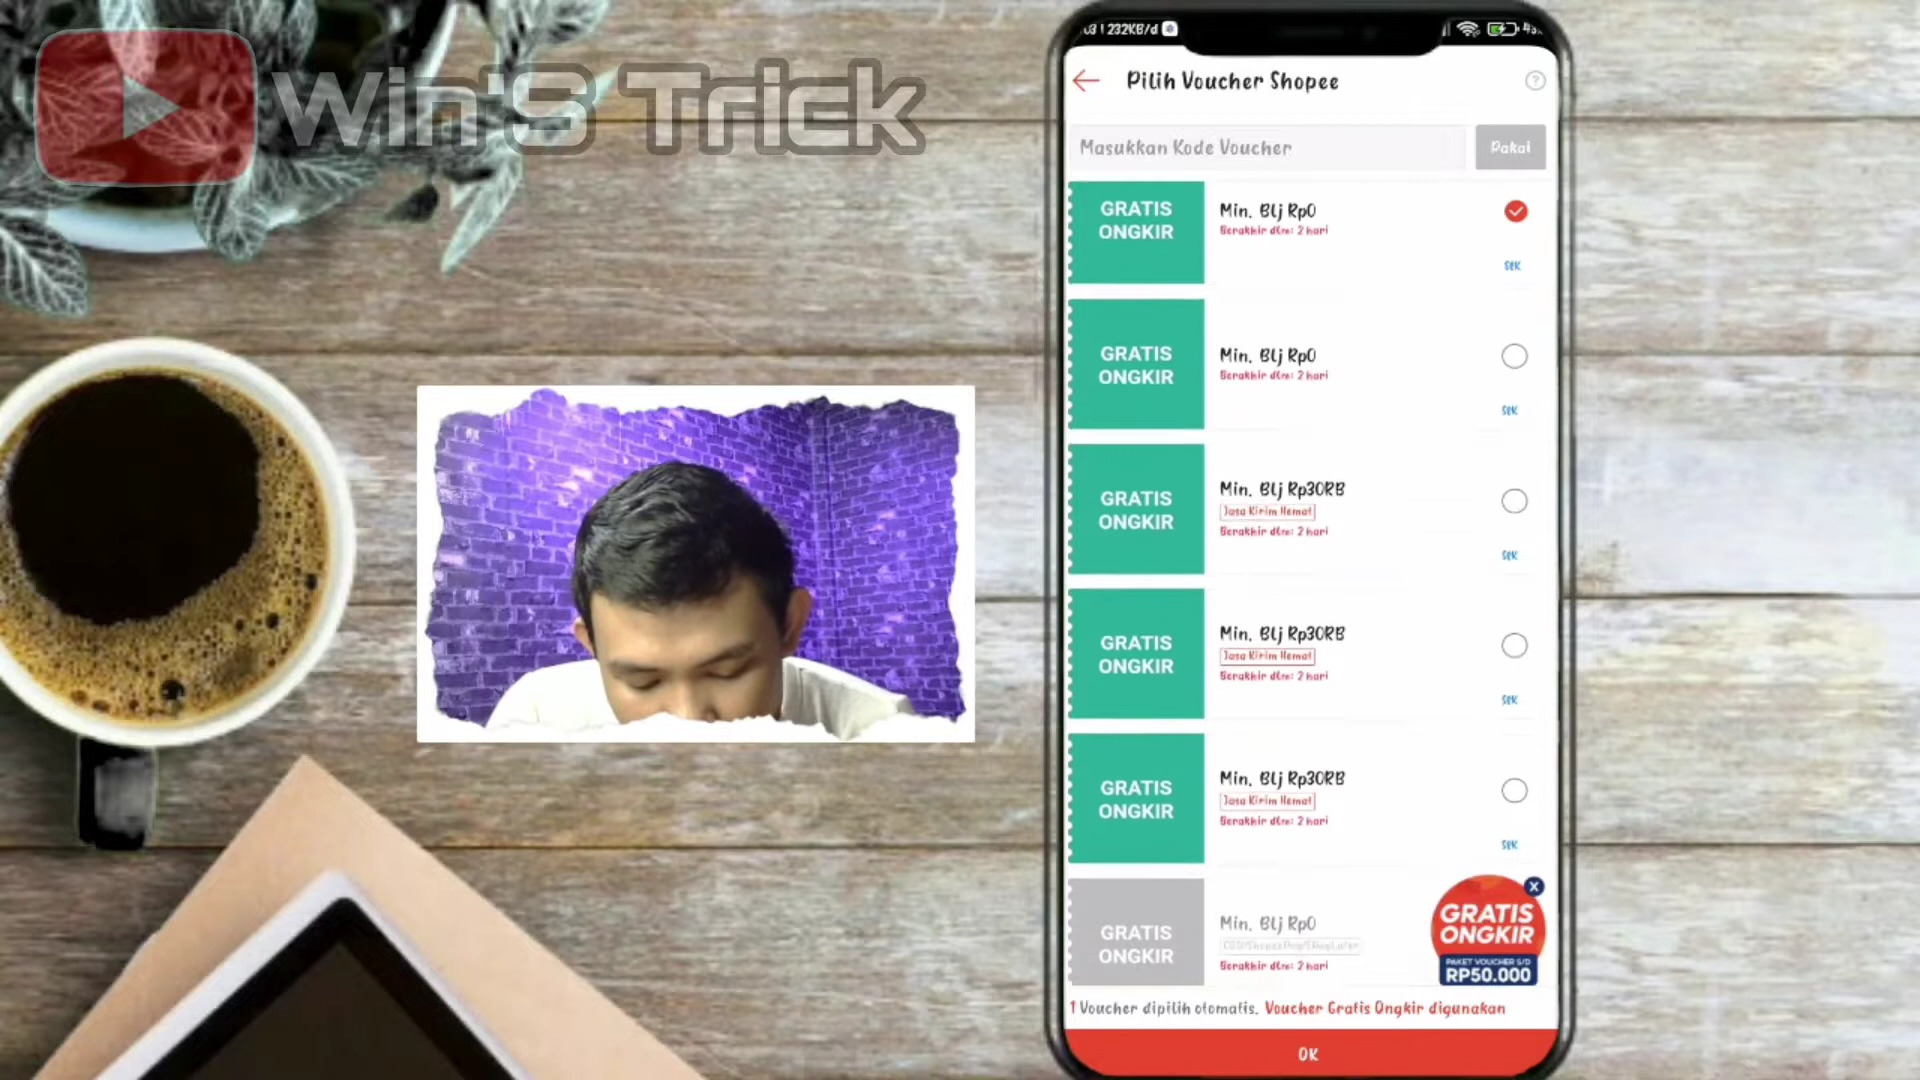 Win'S Trick
232KB/d
Pilih Voucher Shopee
?
Masukkan Kode Voucher
Pakai
GRATIS
ONGKIR
Min. Blj Rp0
Berakhir dlm: 2 hari
S&K
GRATIS
ONGKIR
Min. Blj Rp0
Berakhir dlm: 2 hari
S&K
GRATIS
ONGKIR
Min. Blj Rp30RB
Jasa Kirim Hemat
Berakhir dlm: 2 hari
S&K
GRATIS
ONGKIR
Min. Blj Rp30RB
Jasa Kirim Hemat
Berakhir dlm: 2 hari
S&K
GRATIS
ONGKIR
Min. Blj Rp30RB
Jasa Kirim Hemat
Berakhir dlm: 2 hari
S&K
GRATIS
ONGKIR
Min. Blj Rp0
Berakhir dlm: 2 hari
X
GRATIS
ONGKIR
PAKET VOUCHER S/D
RP50.000
1 Voucher dipilih otomatis. Voucher Gratis Ongkir digunakan
OK